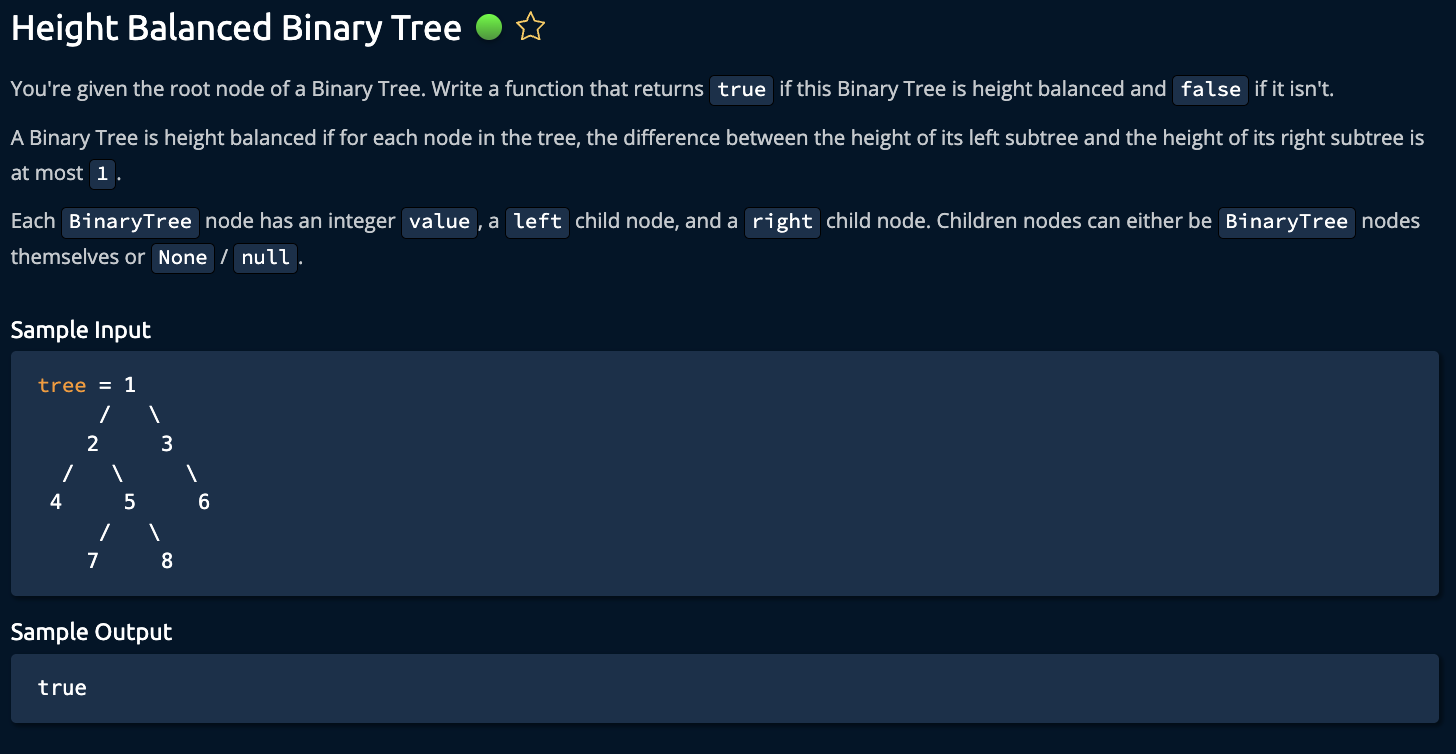 Height Balanced Binary Tree
You're given the root node of a Binary Tree. Write a function that returns true if this Binary Tree is height balanced and false if it isn't.
A Binary Tree is height balanced if for each node in the tree, the difference between the height of its left subtree and the height of its right subtree is
at most 1.
Each BinaryTree node has an integer value, a left child node, and a right child node. Children nodes can either be BinaryTree nodes
themselves or None / null.
Sample Input
tree = 1
     /   \
    2     3
  /   \     \
 4     5     6
     /   \
    7     8
Sample Output
true